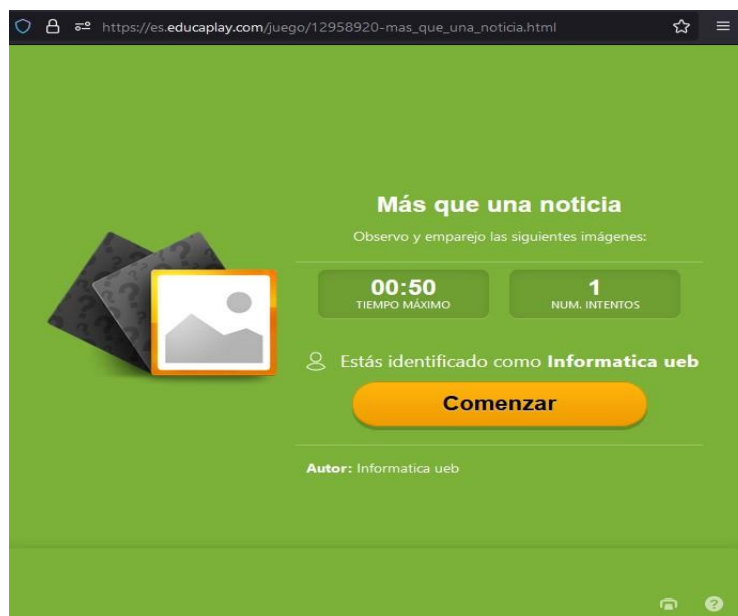 https://es.educaplay.com/juego/12958920-mas_que_una_noticia.html
Más que una noticia
Observo y emparejo las siguientes imágenes:
00:50
TIEMPO MÁXIMO
1
NUM. INTENTOS
Estás identificado como Informatica ueb
Comenzar
Autor: Informatica ueb